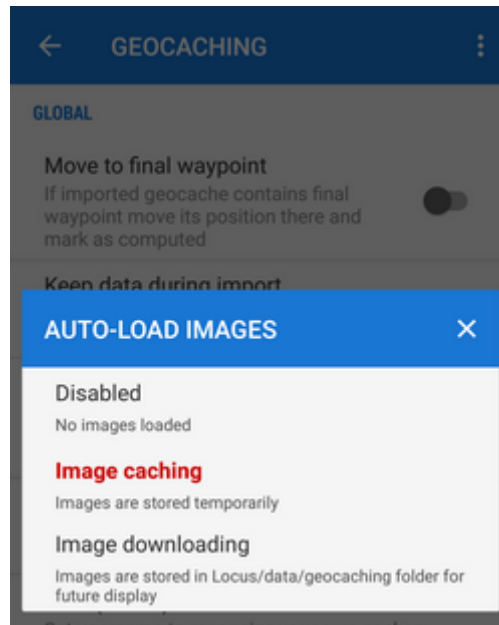 GEOCACHING
GLOBAL
Move to final waypoint
If imported geocache contains final
waypoint move its position there and
mark as computed
Keep data during import
AUTO-LOAD IMAGES
Disabled
No images loaded
Image caching
Images are stored temporarily
Image downloading
Images are stored in Locus/data/geocaching folder for
future display